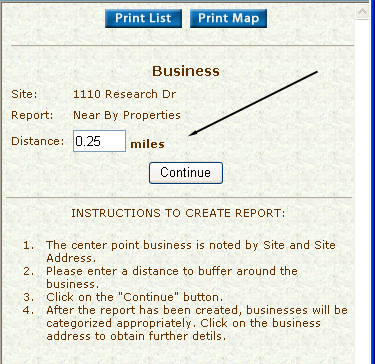 Print List Print Map
Business
Site: 1110 Research Dr
Report: Near By Properties
Distance: 0.25 miles
Continue
INSTRUCTIONS TO CREATE REPORT:
1. The center point business is noted by Site and Site
Address.
2. Please enter a distance to buffer around the
business.
3. Click on the "Continue" button.
4. After the report has been created, businesses will be
categorized appropriately. Click on the business
address to obtain further detils.